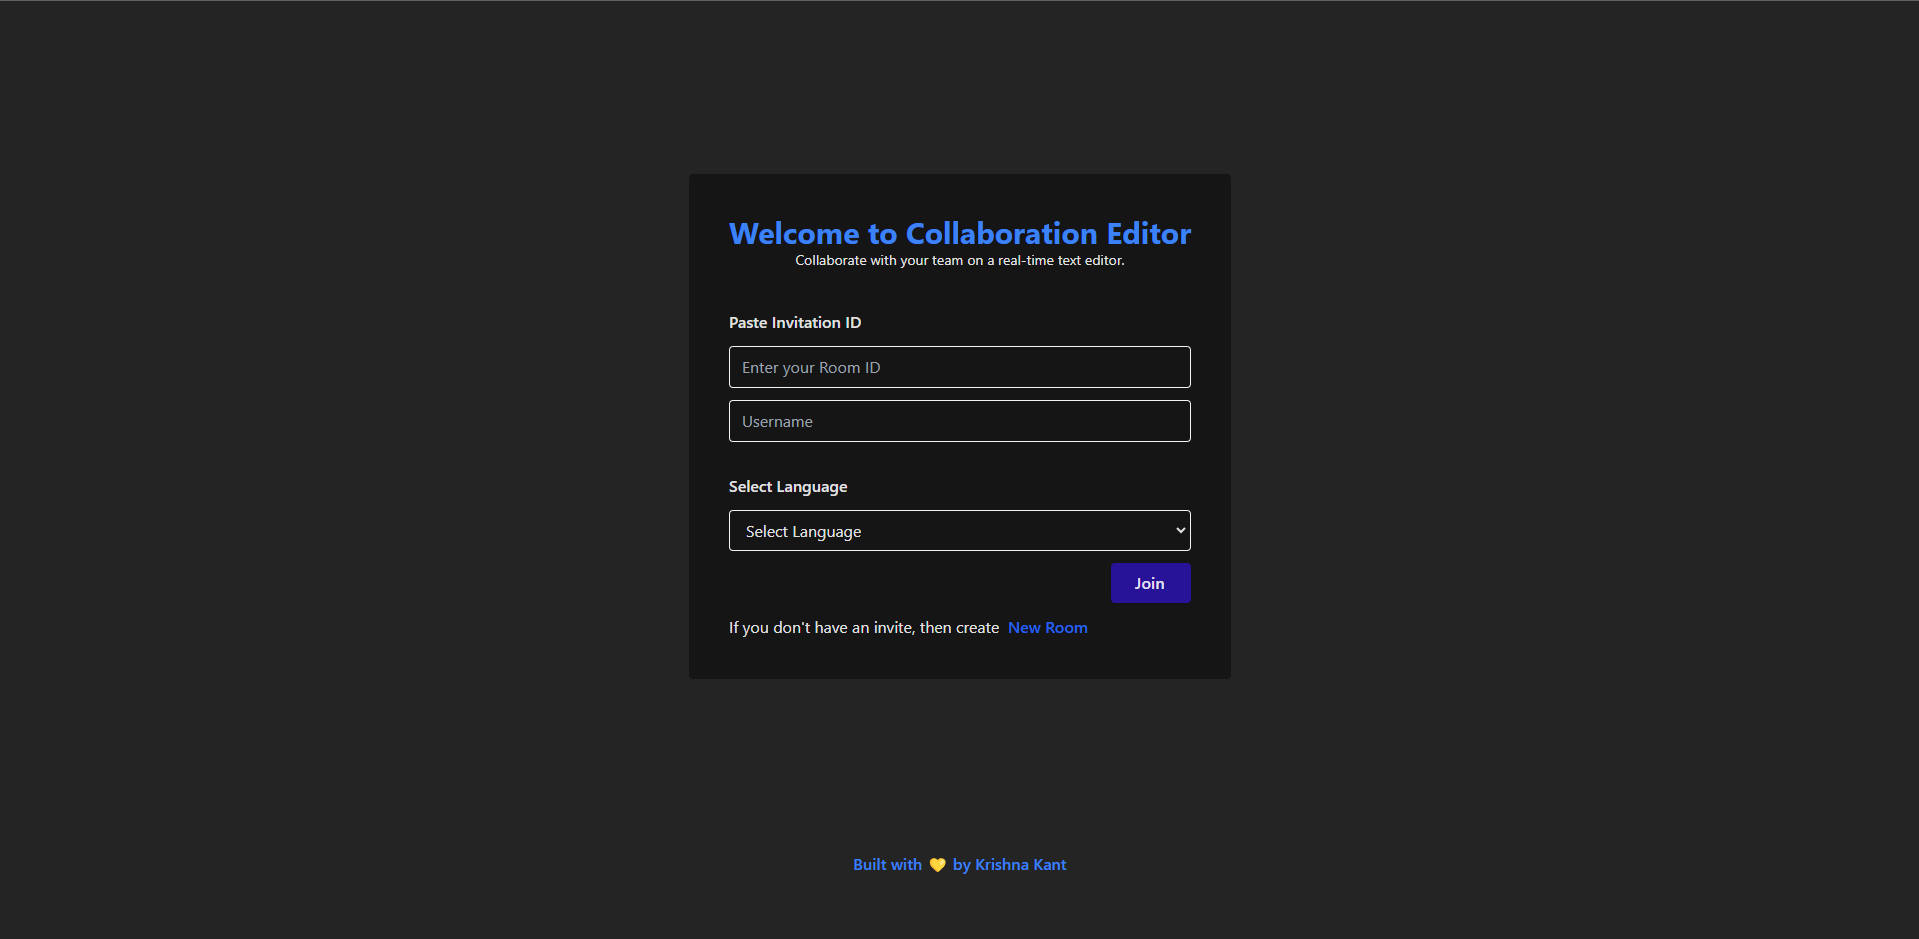 Welcome to Collaboration Editor
Collaborate with your team on a real-time text editor.
Paste Invitation ID
Enter your Room ID
Username
Select Language
Select Language
Join
If you don't have an invite, then create New Room
Built with 💛 by Krishna Kant